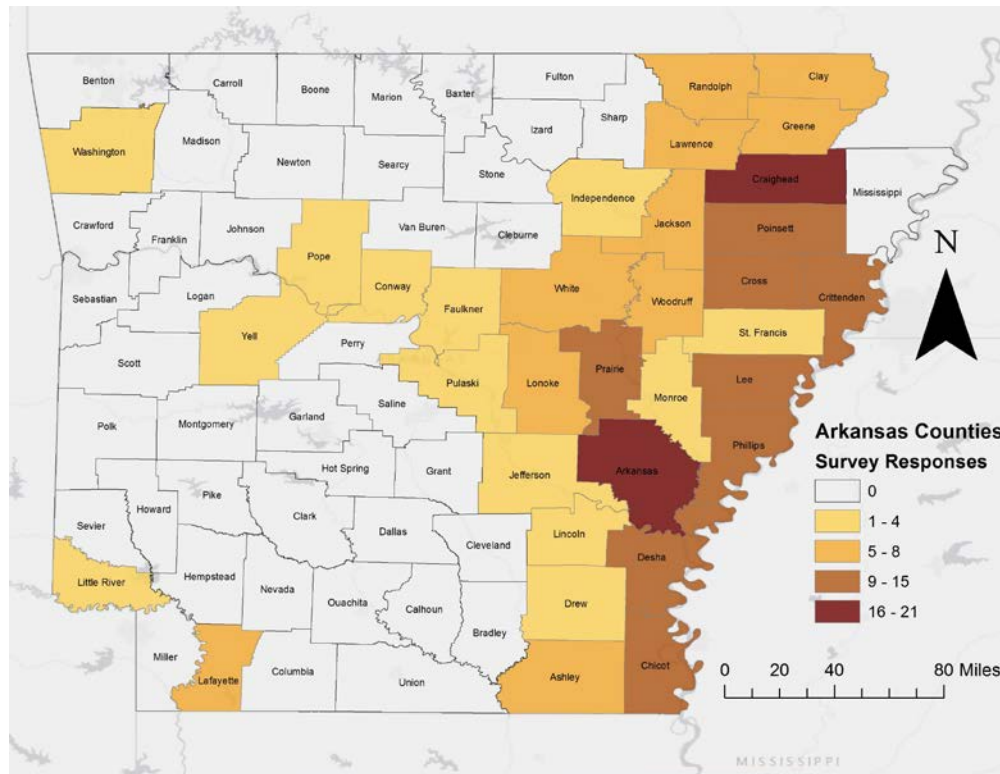 Benton
Carroll
Boone
Marion
Baxter
Fulton
Sharp
Randolph
Clay
Izard
Greene
Lawrence
Washington
Madison
Newton
Searcy
Stone
Independence
Craighead
Mississippi
Crawford
Franklin
Johnson
Van Buren
Cleburne
Jackson
Poinsett
N
Pope
Conway
Faulkner
White
Woodruff
Cross
Crittenden
Sebastian
Logan
Yell
Perry
St. Francis
Scott
Pulaski
Lonoke
Prairie
Monroe
Lee
Polk
Montgomery
Garland
Saline
Phillips
Hot Spring
Grant
Jefferson
Arkansas
Sevier
Howard
Pike
Clark
Dallas
Cleveland
Lincoln
Desha
Little River
Hempstead
Nevada
Ouachita
Calhoun
Bradley
Drew
Miller
Lafayette
Columbia
Union
Ashley
Chicot
Arkansas Counties
Survey Responses
0
1 - 4
5 - 8
9 - 15
16 - 21
0 20 40 80 Miles
MISSISSIPPI